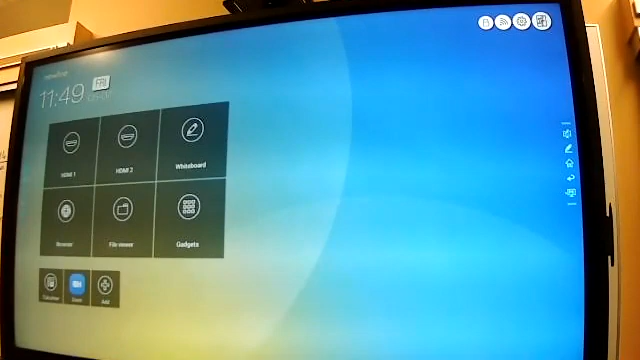 11:49 FRI
HDMI 1 HDMI 2 Whiteboard
Browser File viewer Gadgets
Zoom Add